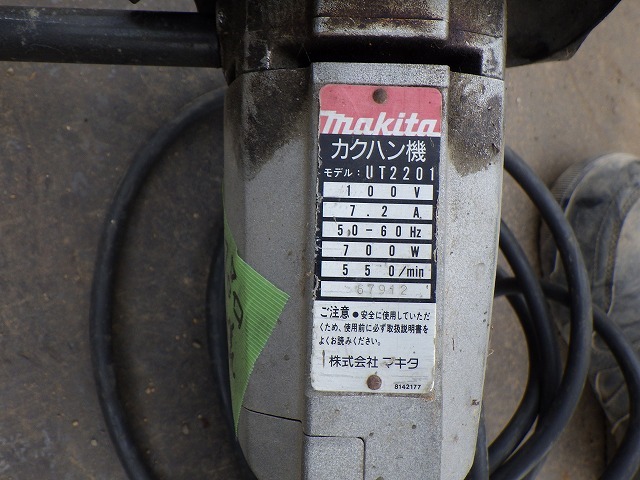 makita
カクハン機
モデル: UT2201
100V
7.2A
50-60Hz
700W
550/min
67912
ご注意 ●安全に使用していただ
くため、使用前に必ず取扱説明書を
よくお読みください。
株式会社 マキタ
8142177